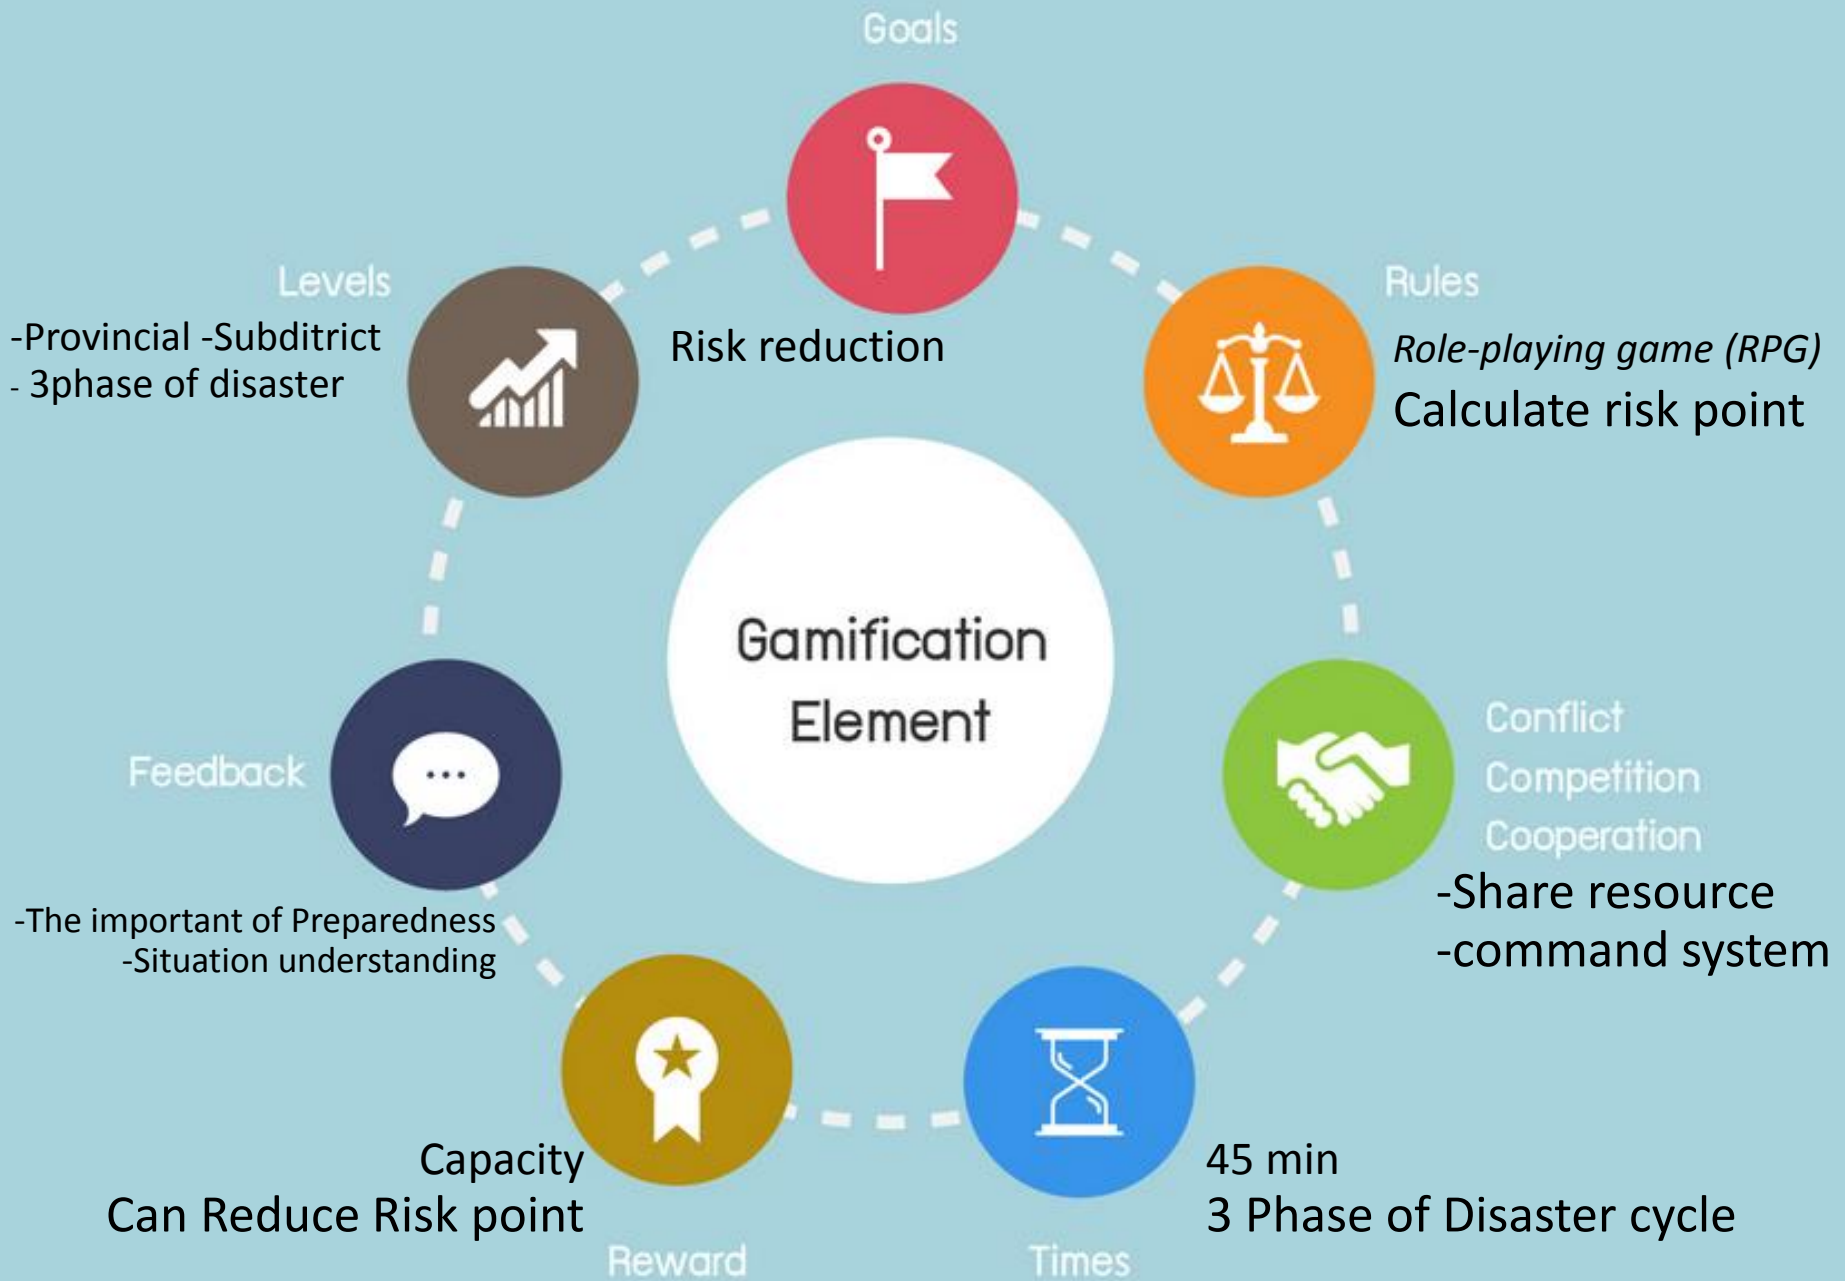 Goals
Risk reduction
Rules
Role-playing game (RPG)
Calculate risk point
Conflict
Competition
Cooperation
-Share resource
-command system
45 min
3 Phase of Disaster cycle
Times
Capacity
Can Reduce Risk point
Reward
Feedback
-The important of Preparedness
-Situation understanding
Levels
-Provincial -Subditrict
- 3phase of disaster
Gamification
Element